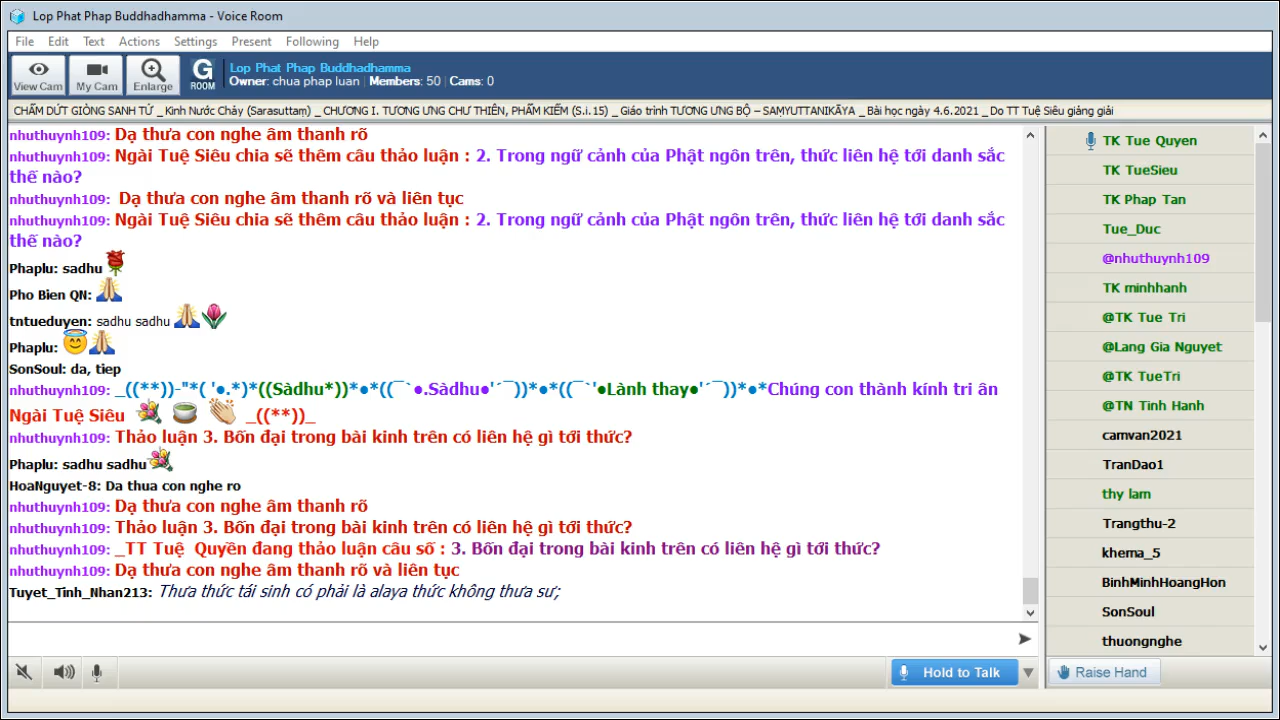 Lop Phat Phap Buddhadhamma - Voice Room
File Edit Text Actions Settings Present Following Help
View Cam My Cam Enlarge G ROOM
Lop Phat Phap Buddhadhamma
Owner: chua phap luan Members: 50 Cams: 0
CHẤM DỨT GIÒNG SANH TỬ _ Kinh Nước Chảy (Sarasuttaṃ) _ CHƯƠNG I. TƯƠNG ƯNG CHƯ THIÊN, PHẨM KIẾM (S.i.15) _ Giáo trình TƯƠNG ƯNG BỘ – SAṂYUTTANIKĀYA _ Bài học ngày 4.6.2021 _ Do TT Tuệ Siêu giảng giải
nhuthuynh109: Dạ thưa con nghe âm thanh rõ
nhuthuynh109: Ngài Tuệ Siêu chia sẽ thêm câu thảo luận : 2. Trong ngữ cảnh của Phật ngôn trên, thức liên hệ tới danh sắc
thế nào?
nhuthuynh109: Dạ thưa con nghe âm thanh rõ và liên tục
nhuthuynh109: Ngài Tuệ Siêu chia sẽ thêm câu thảo luận : 2. Trong ngữ cảnh của Phật ngôn trên, thức liên hệ tới danh sắc
thế nào?
Phaplu: sadhu
Pho Bien QN:
tntueduyen: sadhu sadhu
Phaplu:
SonSoul: da, tiep
nhuthuynh109: _((**))-"*( '●.*)*((Sàdhu*))*●*((¯`●.Sàdhu●'´¯))*●*((¯`'●Lành thay●'´¯))*●*Chúng con thành kính tri ân
Ngài Tuệ Siêu _((**))_
nhuthuynh109: Thảo luận 3. Bốn đại trong bài kinh trên có liên hệ gì tới thức?
Phaplu: sadhu sadhu
HoaNguyet-8: Da thua con nghe ro
nhuthuynh109: Dạ thưa con nghe âm thanh rõ
nhuthuynh109: Thảo luận 3. Bốn đại trong bài kinh trên có liên hệ gì tới thức?
nhuthuynh109: _TT Tuệ Quyền đang thảo luận câu số : 3. Bốn đại trong bài kinh trên có liên hệ gì tới thức?
nhuthuynh109: Dạ thưa con nghe âm thanh rõ và liên tục
Tuyet_Tinh_Nhan213: Thưa thức tái sinh có phải là alaya thức không thưa sư;
Hold to Talk
TK Tue Quyen
TK TueSieu
TK Phap Tan
Tue_Duc
@nhuthuynh109
TK minhhanh
@TK Tue Tri
@Lang Gia Nguyet
@TK TueTri
@TN Tinh Hanh
camvan2021
TranDao1
thy lam
Trangthu-2
khema_5
BinhMinhHoangHon
SonSoul
thuongnghe
Raise Hand